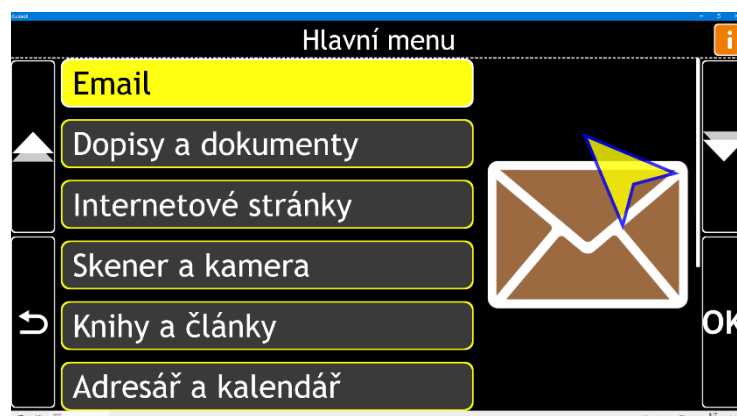 Hlavní menu
i
Email
Dopisy a dokumenty
Internetové stránky
Skener a kamera
Knihy a články
OK
Adresář a kalendář